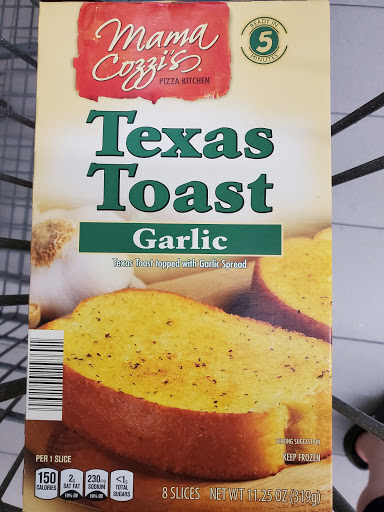 Mama
Cozzi's
PIZZA KITCHEN
READY IN
5
MINUTES
Texas
Toast
Garlic
Texas Toast topped with Garlic Spread
SERVING SUGGESTION
KEEP FROZEN
PER 1 SLICE
150
CALORIES
2g
SAT FAT
10% DV
230mg
SODIUM
10% DV
<1g
TOTAL
SUGARS
8 SLICES NET WT 11.25 OZ (319g)